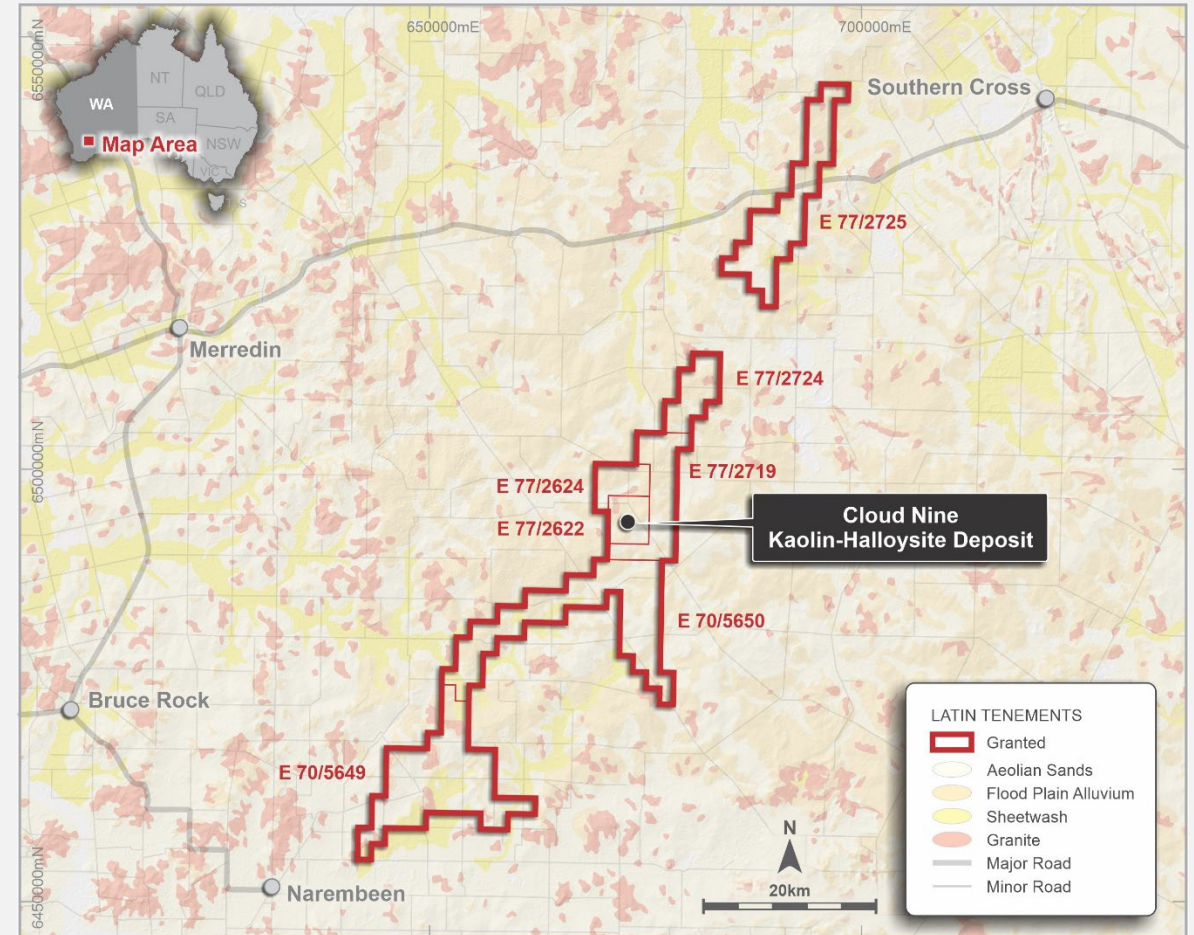 650000mE
700000mE
6550000mN
6500000mN
6450000mN
NT
QLD
WA
SA
NSW
VIC
Map Area
Southern Cross
E 77/2725
Merredin
E 77/2724
E 77/2719
E 77/2624
E 77/2622
Cloud Nine
Kaolin-Halloysite Deposit
E 70/5650
Bruce Rock
E 70/5649
Narembeen
N
20km
LATIN TENEMENTS
Granted
Aeolian Sands
Flood Plain Alluvium
Sheetwash
Granite
Major Road
Minor Road